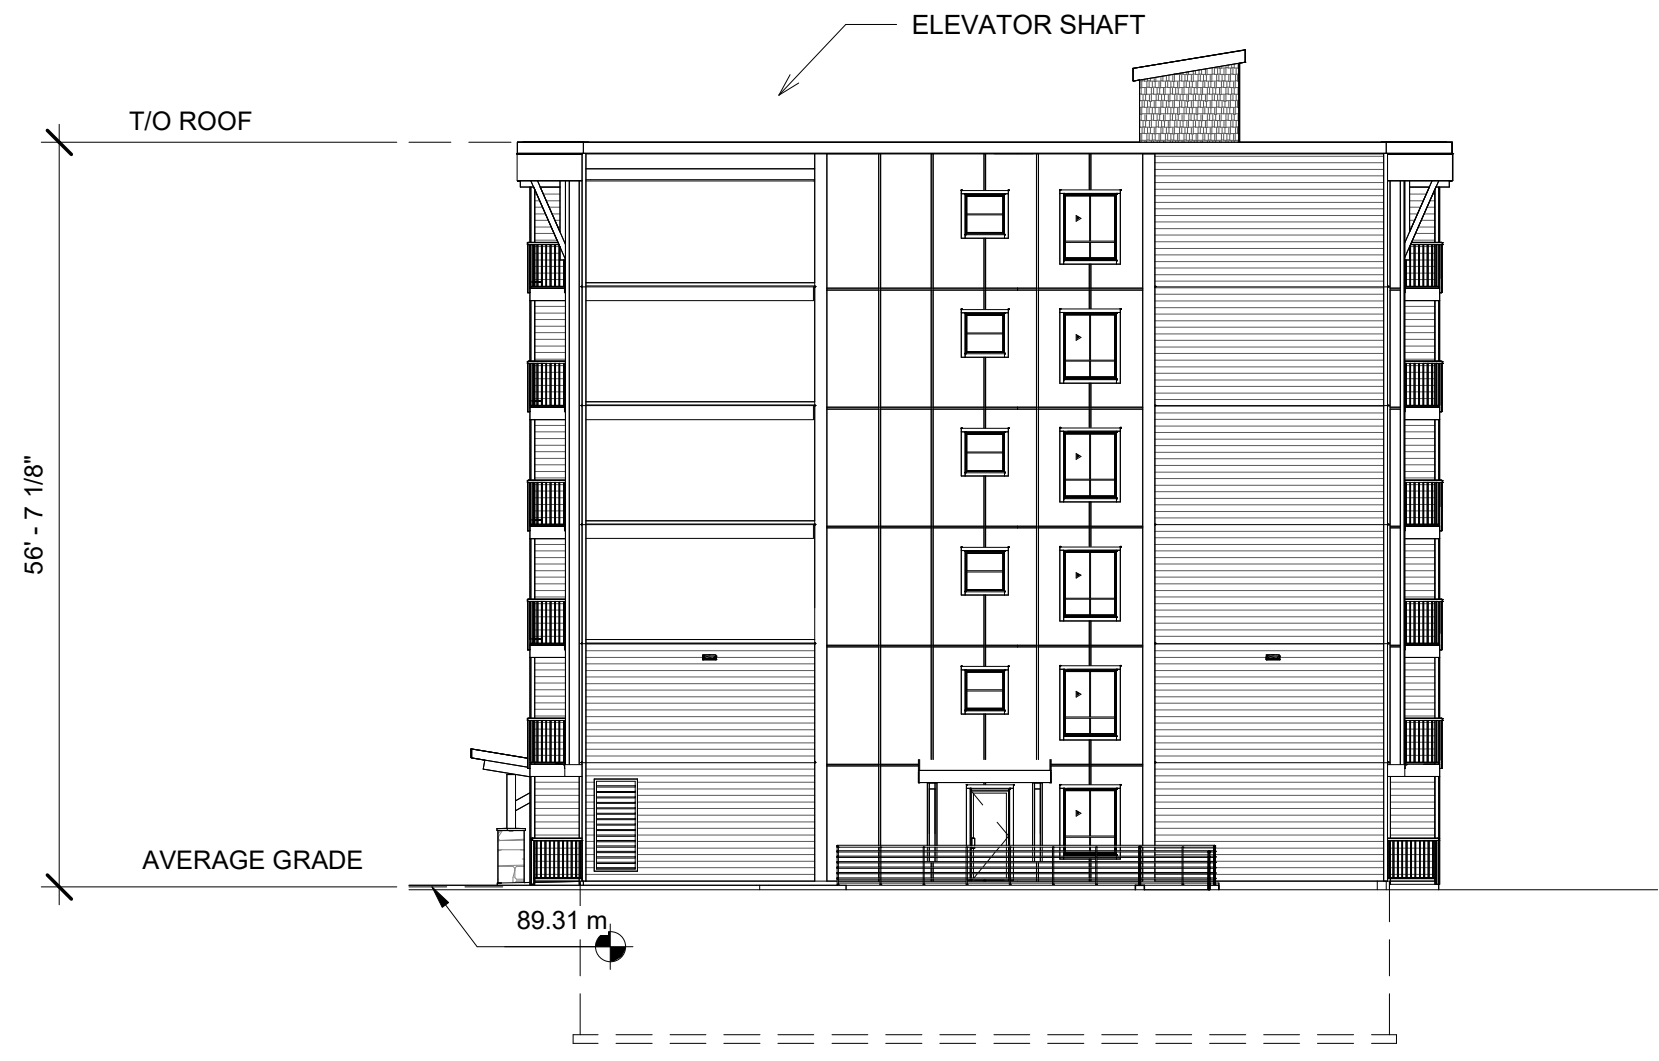 ELEVATOR SHAFT
T/O ROOF
56' - 7 1/8"
AVERAGE GRADE
89.31 m